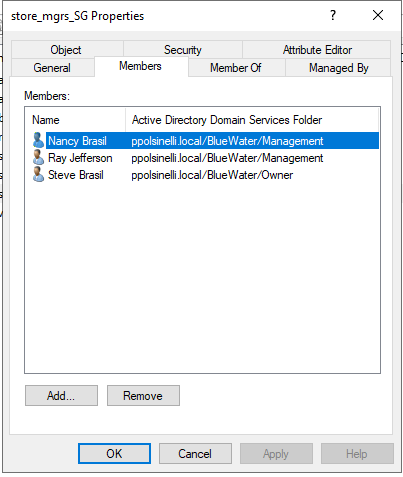 store_mgrs_SG Properties
?
Object Security Attribute Editor
General Members Member Of Managed By
Members:
Name Active Directory Domain Services Folder
Nancy Brasil ppolsinelli.local/BlueWater/Management
Ray Jefferson ppolsinelli.local/BlueWater/Management
Steve Brasil ppolsinelli.local/BlueWater/Owner
Add... Remove
OK Cancel Apply Help